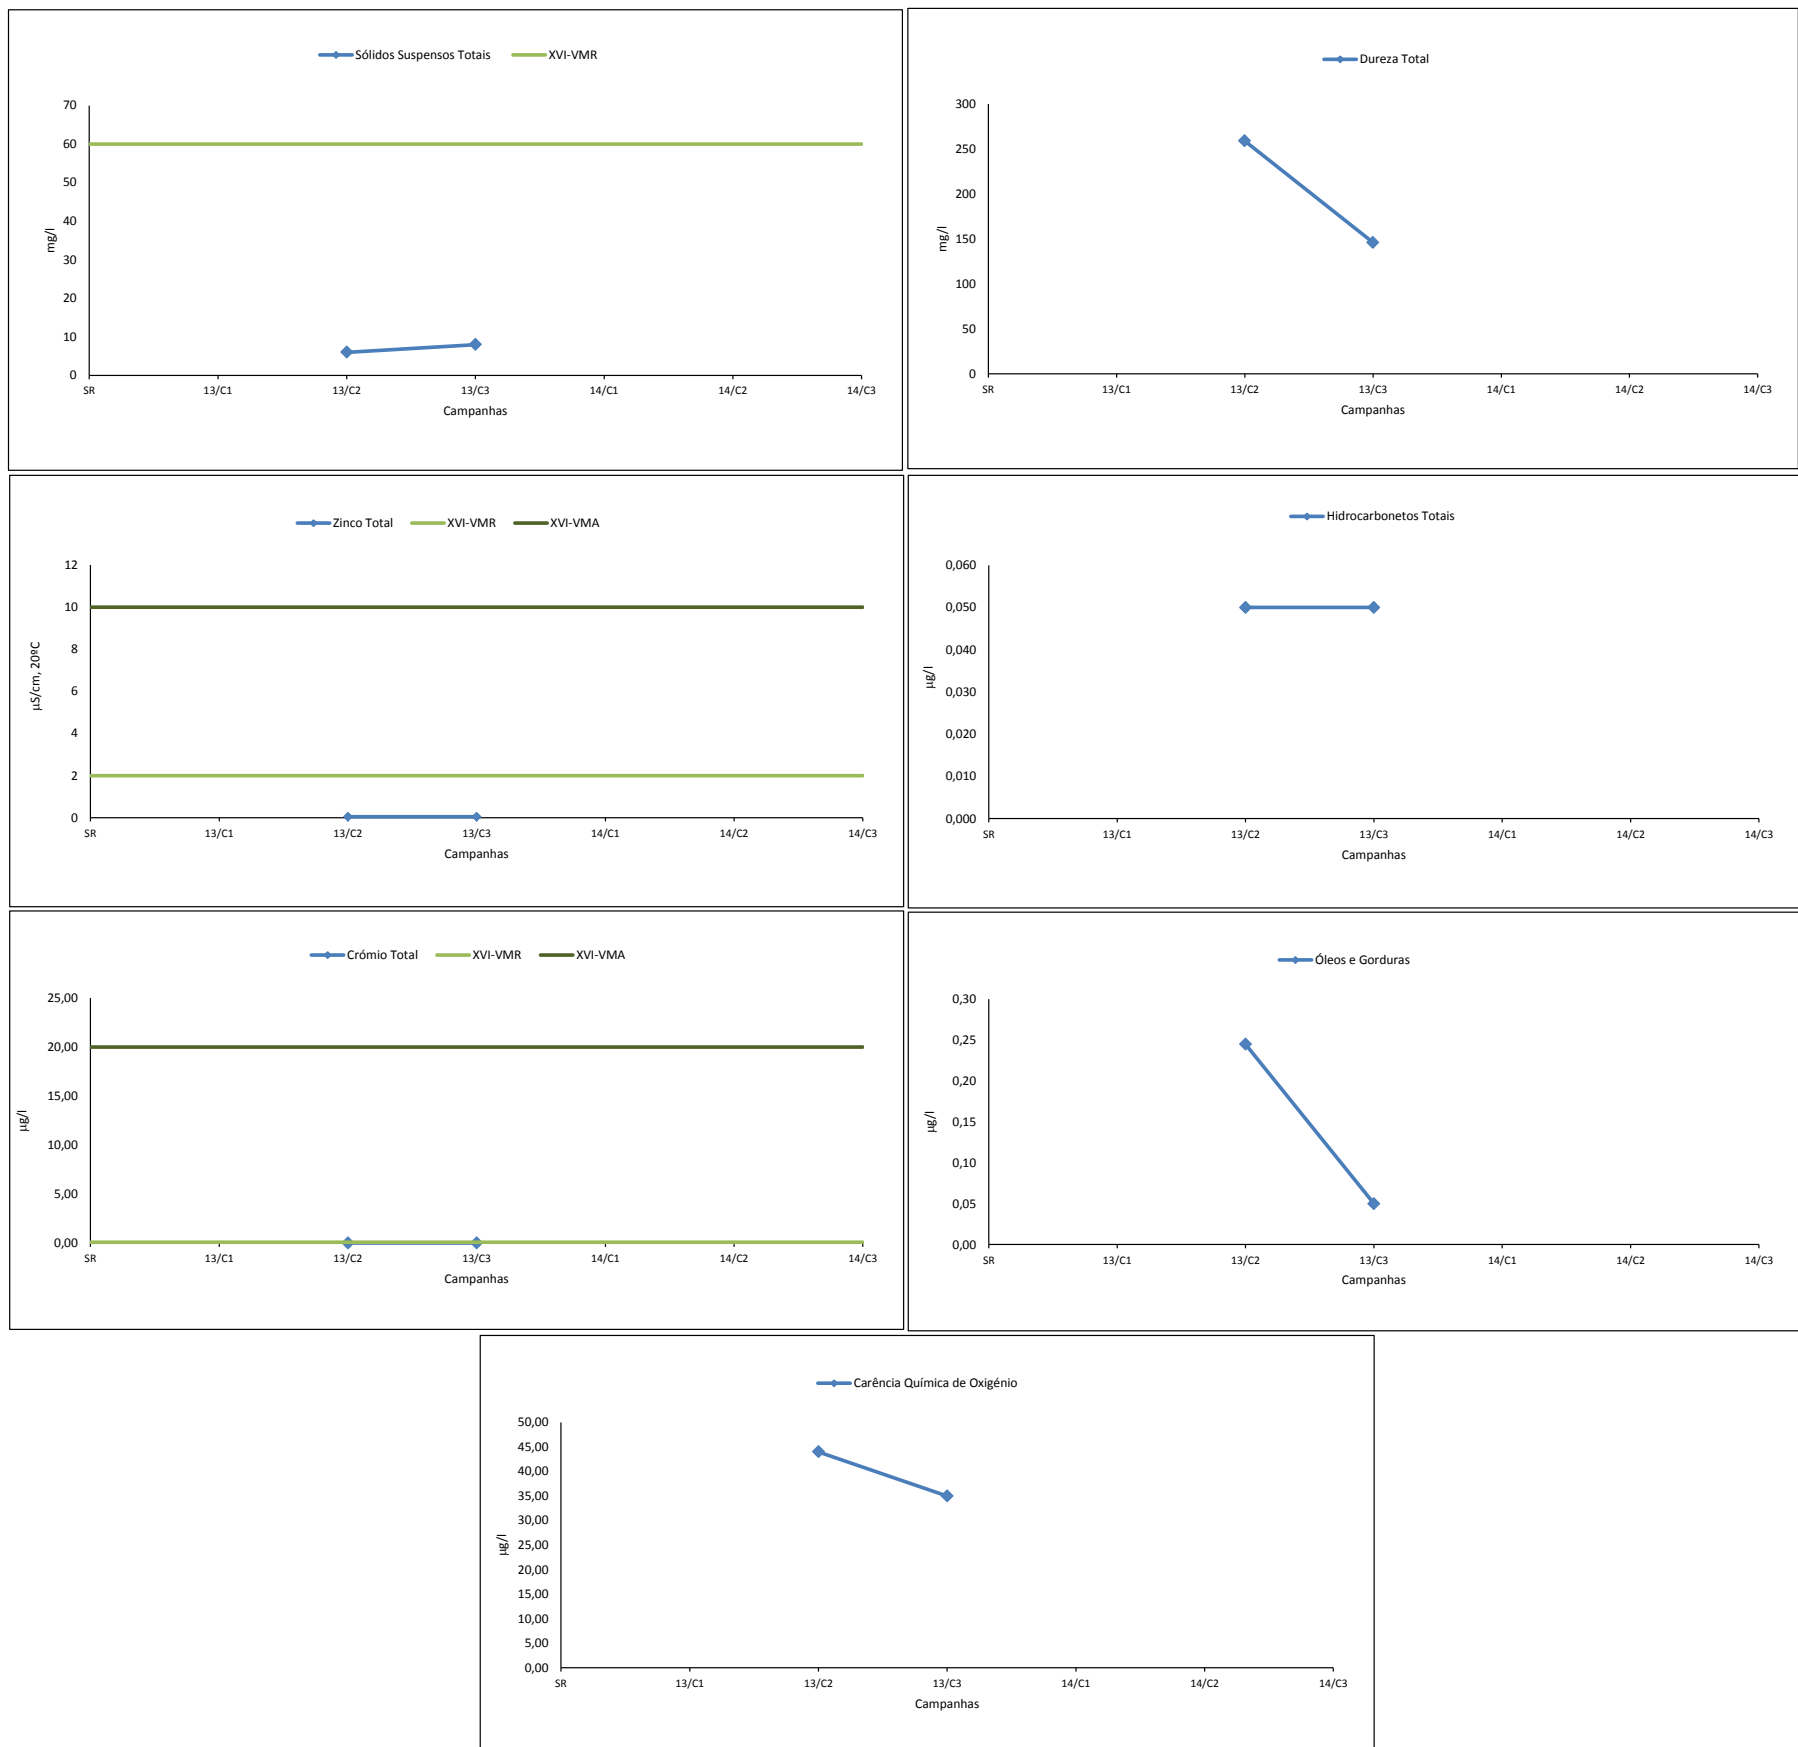 Sólidos Suspensos Totais XVI-VMR
70
60
50
40
30
20
10
0
mg/l
SR 13/C1 13/C2 13/C3 14/C1 14/C2 14/C3
Campanhas
Dureza Total
300
250
200
150
100
50
0
mg/l
SR 13/C1 13/C2 13/C3 14/C1 14/C2 14/C3
Campanhas
Zinco Total XVI-VMR XVI-VMA
12
10
8
6
4
2
0
µS/cm, 20ºC
SR 13/C1 13/C2 13/C3 14/C1 14/C2 14/C3
Campanhas
Hidrocarbonetos Totais
0,060
0,050
0,040
0,030
0,020
0,010
0,000
µg/l
SR 13/C1 13/C2 13/C3 14/C1 14/C2 14/C3
Campanhas
Crómio Total XVI-VMR XVI-VMA
25,00
20,00
15,00
10,00
5,00
0,00
µg/l
SR 13/C1 13/C2 13/C3 14/C1 14/C2 14/C3
Campanhas
Óleos e Gorduras
0,30
0,25
0,20
0,15
0,10
0,05
0,00
µg/l
SR 13/C1 13/C2 13/C3 14/C1 14/C2 14/C3
Campanhas
Carência Química de Oxigénio
50,00
45,00
40,00
35,00
30,00
25,00
20,00
15,00
10,00
5,00
0,00
µg/l
SR 13/C1 13/C2 13/C3 14/C1 14/C2 14/C3
Campanhas